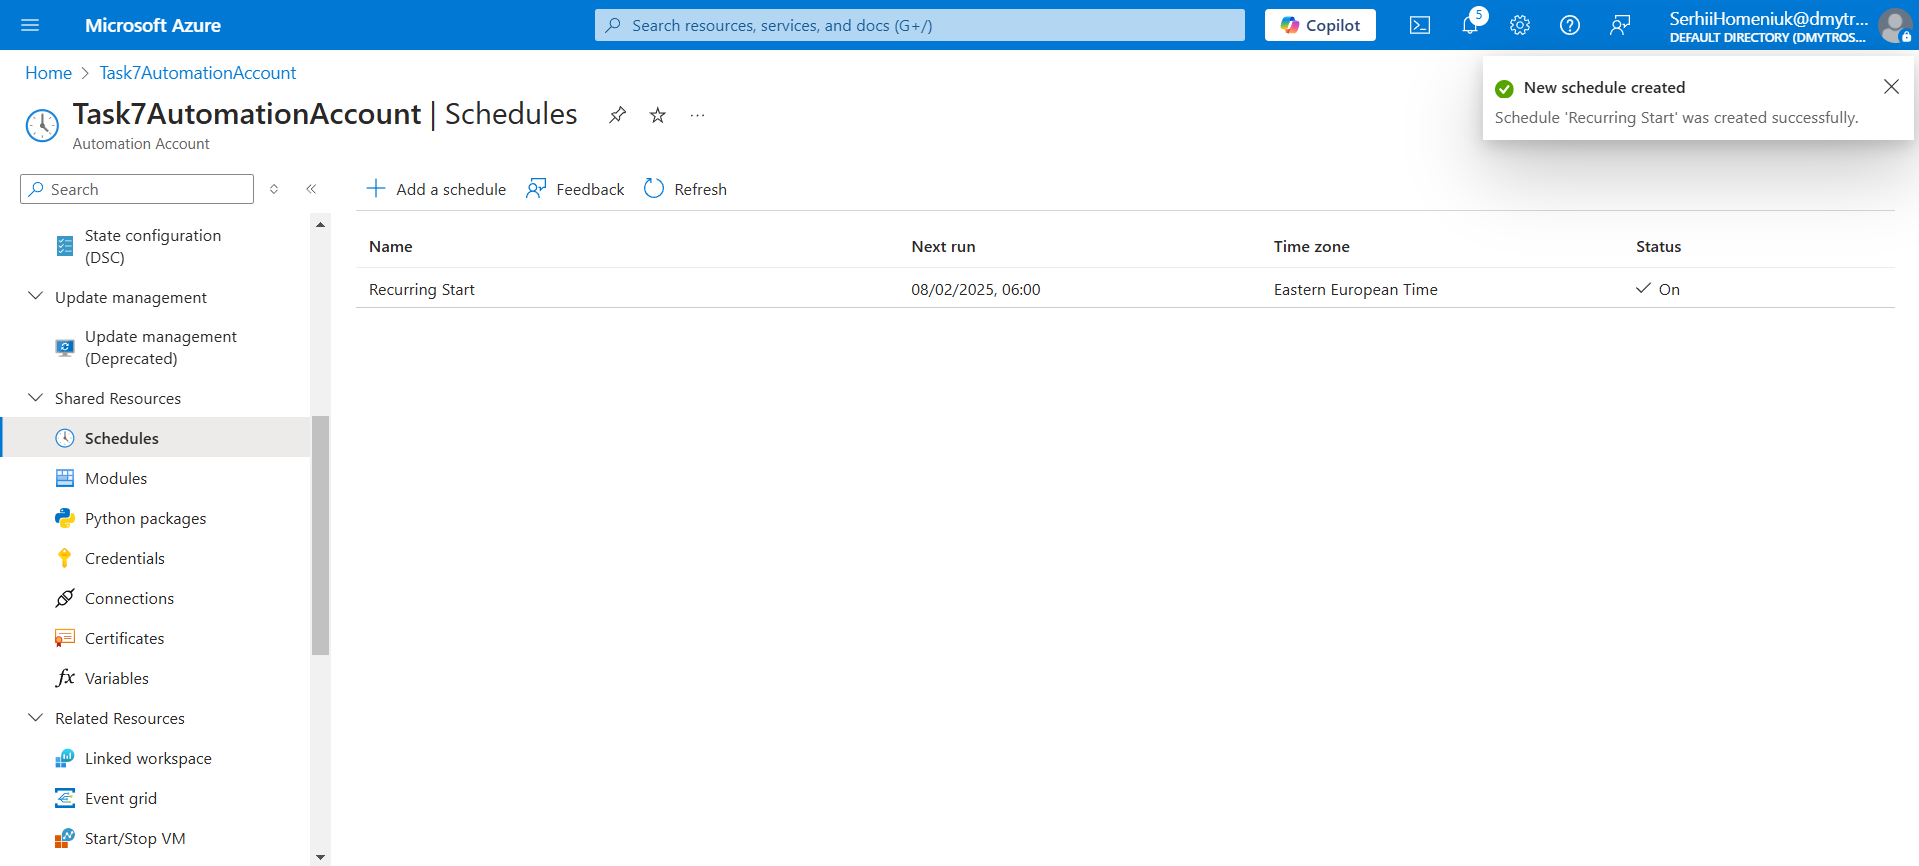 Microsoft Azure
Search resources, services, and docs (G+/)
Copilot
5
SerhiiHomeniuk@dmytr...
DEFAULT DIRECTORY (DMYTROS...
Home > Task7AutomationAccount
New schedule created
Schedule 'Recurring Start' was created successfully.
Task7AutomationAccount | Schedules
...
Automation Account
Search
Add a schedule
Feedback
Refresh
Name
Next run
Time zone
Status
Recurring Start
08/02/2025, 06:00
Eastern European Time
On
State configuration
(DSC)
Update management
Update management
(Deprecated)
Shared Resources
Schedules
Modules
Python packages
Credentials
Connections
Certificates
fx Variables
Related Resources
Linked workspace
Event grid
Start/Stop VM